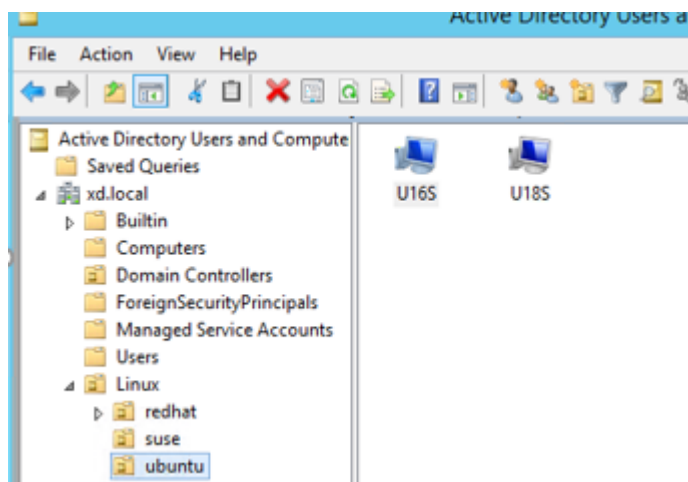 Active Directory Users a
File Action View Help
Active Directory Users and Compute
Saved Queries
xd.local
Builtin
Computers
Domain Controllers
ForeignSecurityPrincipals
Managed Service Accounts
Users
Linux
redhat
suse
ubuntu
U16S U18S